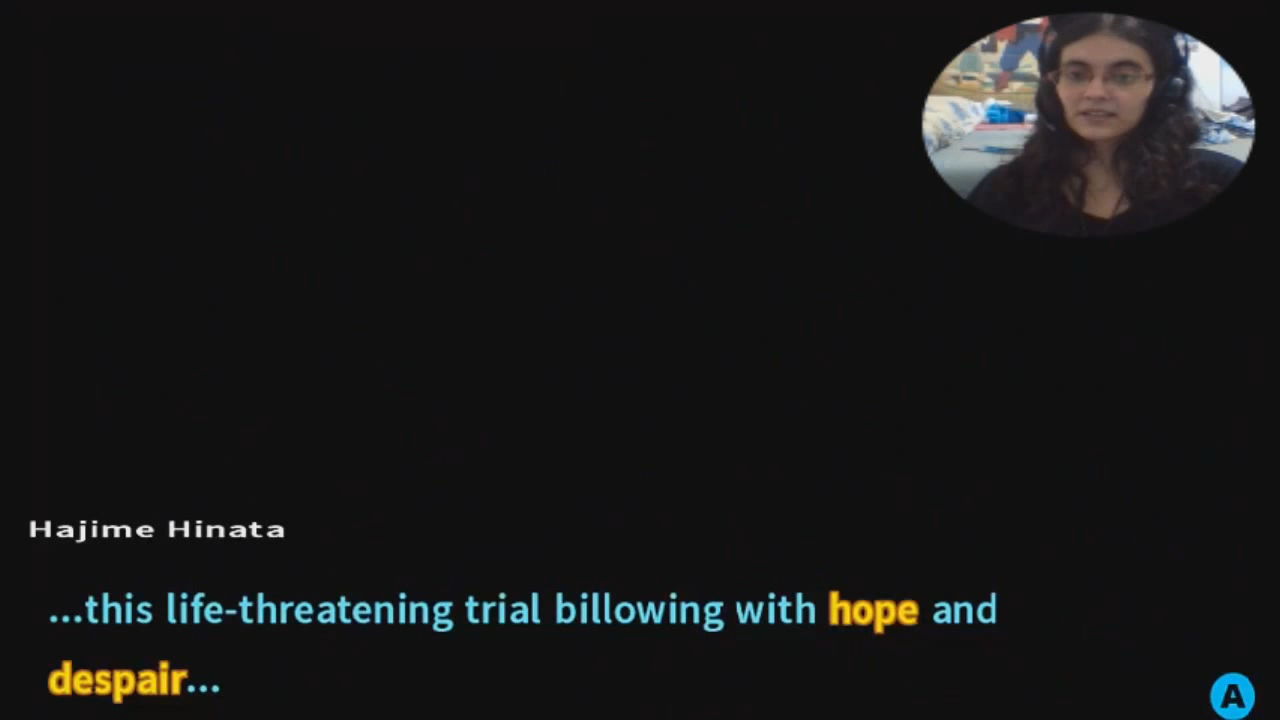 Hajime Hinata
...this life-threatening trial billowing with hope and
despair...
A